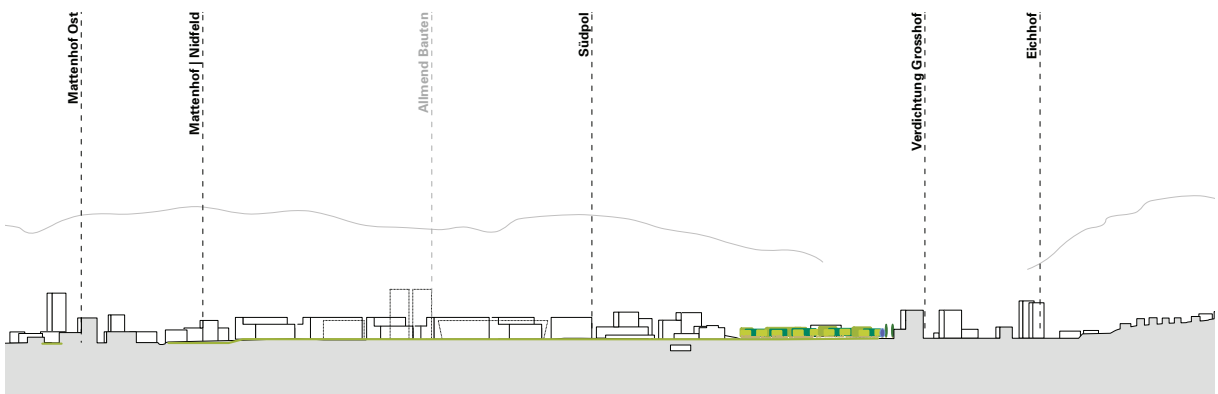 Mattenhof Ost
Mattenhof | Nidfeld
Allmend Bauten
Südpol
Verdichtung Grosshof
Eichhof